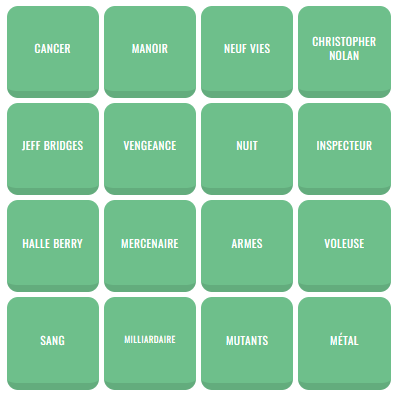 CANCER
MANOIR
NEUF VIES
CHRISTOPHER
NOLAN
JEFF BRIDGES
VENGEANCE
NUIT
INSPECTEUR
HALLE BERRY
MERCENAIRE
ARMES
VOLEUSE
SANG
MILLIARDAIRE
MUTANTS
MÉTAL